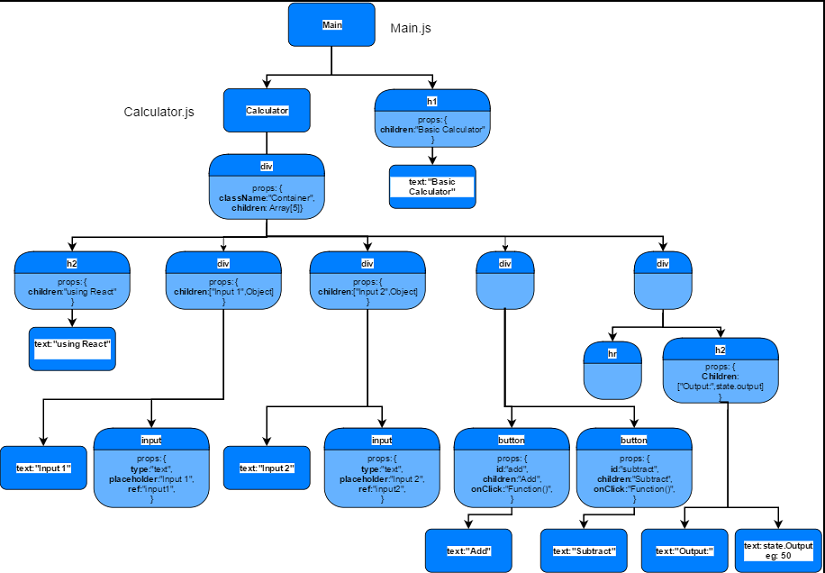 Main
Main.js
Calculator.js
Calculator
h1
props: {
children:"Basic Calculator"
}
div
props: {
className:"Container",
children: Array[5]}
text:"Basic
Calculator"
h2
props: {
children:"using React"
}
div
props: {
children:["Input 1",Object]
}
div
props: {
children:["Input 2",Object]
}
div
div
text:"using React"
hr
h2
props: {
Children:
["Output:",state.output]
}
text:"Input 1"
input
props: {
type:"text",
placeholder:"Input 1",
ref:"input1",
}
text:"Input 2"
input
props: {
type:"text",
placeholder:"Input 2",
ref:"input2",
}
button
props: {
id:"add",
children:"Add",
onClick:"Function()",
}
button
props: {
id:"subtract",
children:"Subtract",
onClick:"Function()",
}
text:"Add"
text:"Subtract"
text:"Output:"
text:state.Output
eg: 50